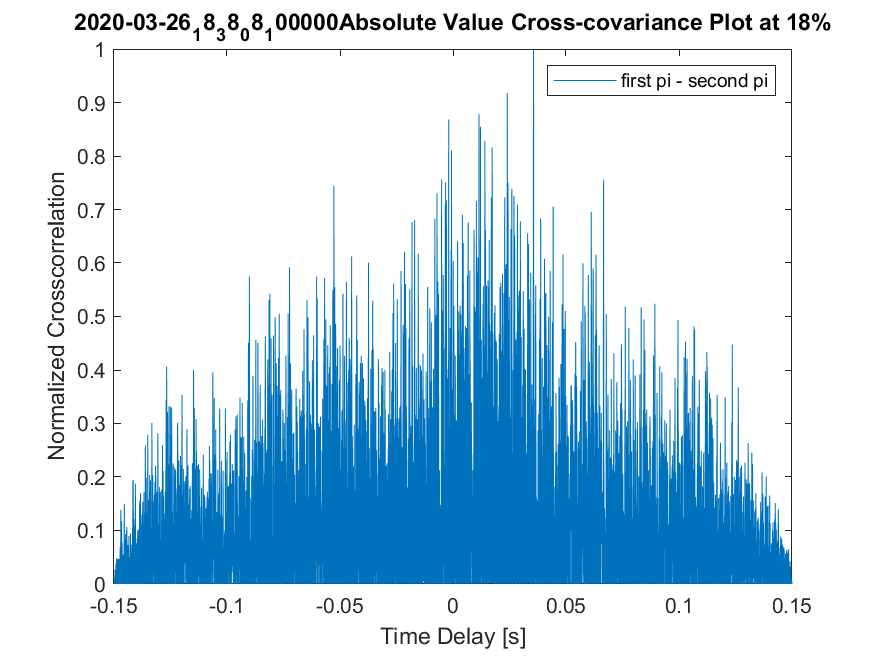 2020-03-26₁8₃8₀8₁00000Absolute Value Cross-covariance Plot at 18%
first pi - second pi
Normalized Crosscorrelation
1
0.9
0.8
0.7
0.6
0.5
0.4
0.3
0.2
0.1
0
-0.15 -0.1 -0.05 0 0.05 0.1 0.15
Time Delay [s]